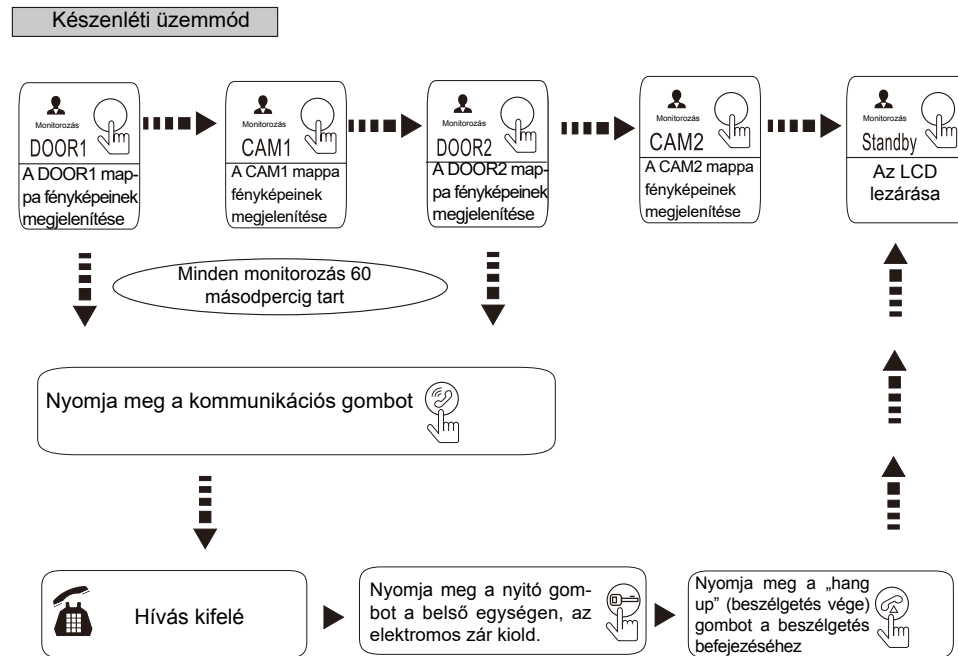 Készenléti üzemmód
Monitorozás
DOOR1
A DOOR1 map-
pa fényképeinek
megjelenítése
Monitorozás
CAM1
A CAM1 mappa
fényképeinek
megjelenítése
Monitorozás
DOOR2
A DOOR2 map-
pa fényképeinek
megjelenítése
Monitorozás
CAM2
A CAM2 mappa
fényképeinek
megjelenítése
Monitorozás
Standby
Az LCD
lezárása
Minden monitorozás 60
másodpercig tart
Nyomja meg a kommunikációs gombot
Hívás kifelé
Nyomja meg a nyitó gom-
bot a belső egységen, az
elektromos zár kiold.
Nyomja meg a „hang
up” (beszélgetés vége)
gombot a beszélgetés
befejezéséhez